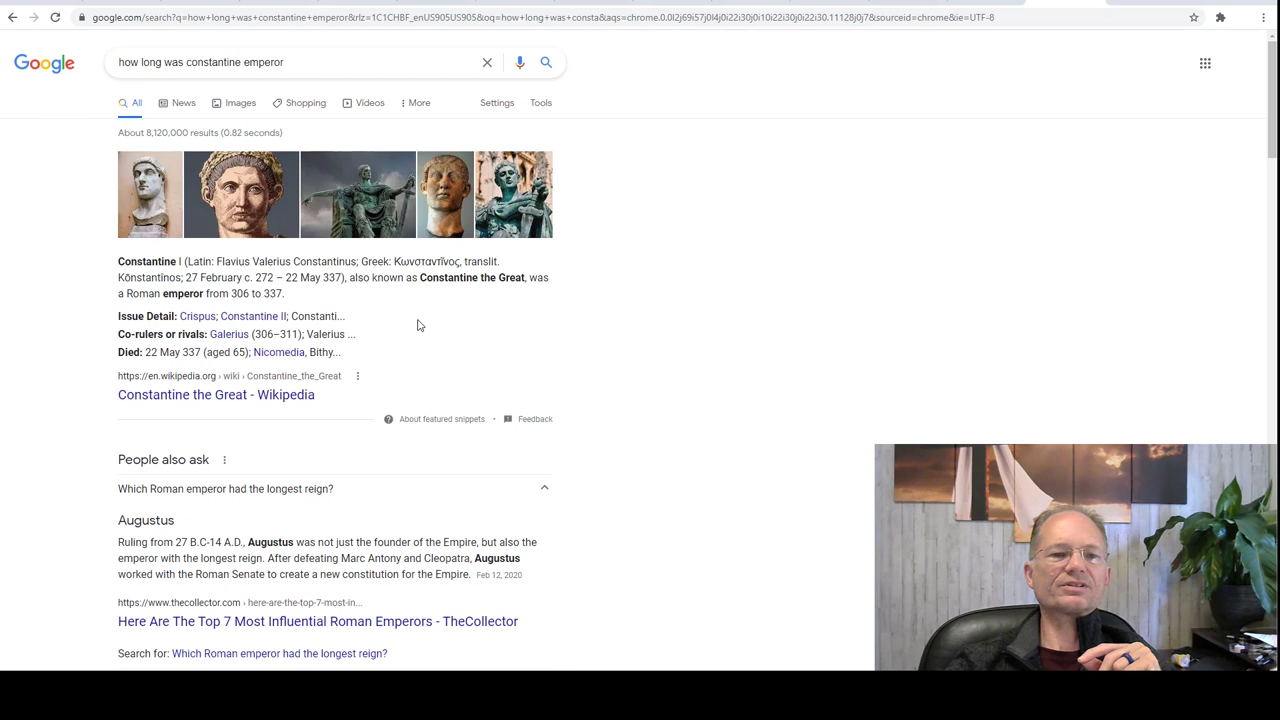 google.com/search?q=how+long+was+constantine+emperor&rlz=1C1CHBF_enUS905US905&oq=how+long+was+consta&aqs=chrome.0.0l2j69i57j0l4j0i22i30j0i10i22i30j0i22i30.11128j0j7&sourceid=chrome&ie=UTF-8
Google
how long was constantine emperor
All News Images Shopping Videos More Settings Tools
About 8,120,000 results (0.82 seconds)
Constantine I (Latin: Flavius Valerius Constantinus; Greek: Κωνσταντῖνος, translit.
Kōnstantînos; 27 February c. 272 – 22 May 337), also known as Constantine the Great, was
a Roman emperor from 306 to 337.
Issue Detail: Crispus; Constantine II; Constanti...
Co-rulers or rivals: Galerius (306–311); Valerius ...
Died: 22 May 337 (aged 65); Nicomedia, Bithy...
https://en.wikipedia.org › wiki › Constantine_the_Great
Constantine the Great - Wikipedia
About featured snippets • Feedback
People also ask
Which Roman emperor had the longest reign?
Augustus
Ruling from 27 B.C-14 A.D., Augustus was not just the founder of the Empire, but also the
emperor with the longest reign. After defeating Marc Antony and Cleopatra, Augustus
worked with the Roman Senate to create a new constitution for the Empire. Feb 12, 2020
https://www.thecollector.com › here-are-the-top-7-most-in...
Here Are The Top 7 Most Influential Roman Emperors - TheCollector
Search for: Which Roman emperor had the longest reign?